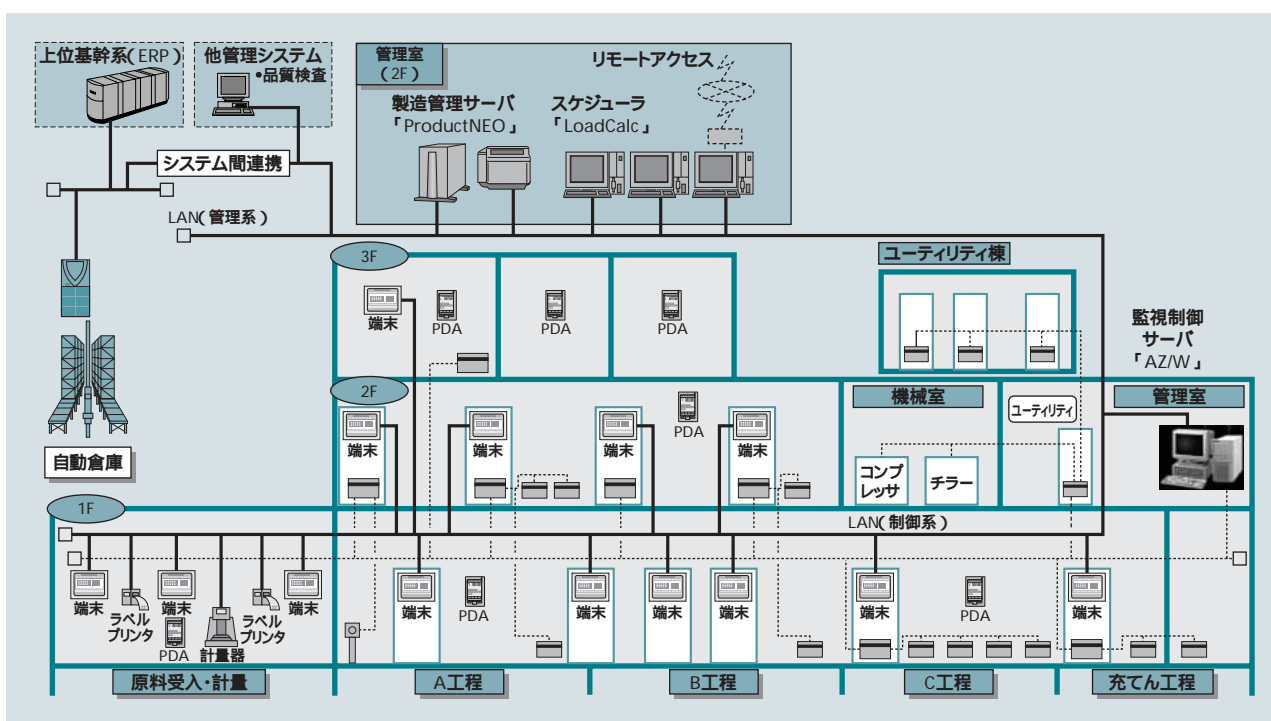 上位基幹系(ERP)
他管理システム
•品質検査
管理室
(2F)
リモートアクセス
製造管理サーバ
「ProductNEO」
スケジューラ
「LoadCalc」
システム間連携
LAN(管理系)
3F
端末
PDA
PDA
PDA
ユーティリティ棟
監視制御
サーバ
「AZ/W」
自動倉庫
2F
端末
端末
端末
PDA
端末
機械室
コンプ
レッサ
チラー
ユーティリティ
管理室
1F
LAN(制御系)
端末
ラベル
プリンタ
端末
PDA
計量器
ラベル
プリンタ
端末
端末
PDA
端末
端末
端末
端末
PDA
端末
原料受入・計量
A工程
B工程
C工程
充てん工程